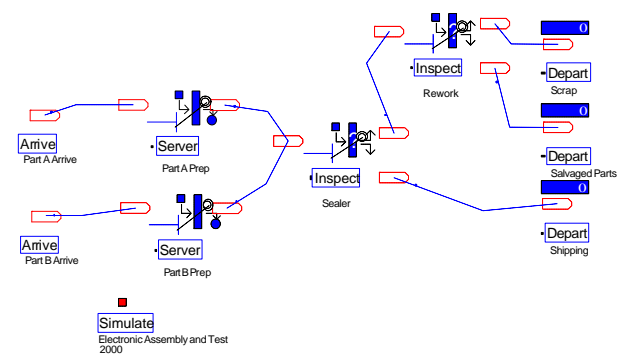 0
Inspect
Rework
Depart
Scrap
0
Depart
Salvaged Parts
0
Depart
Shipping
Arrive
Part A Arrive
Server
Part A Prep
Inspect
Sealer
Arrive
Part B Arrive
Server
Part B Prep
Simulate
Electronic Assembly and Test
2000